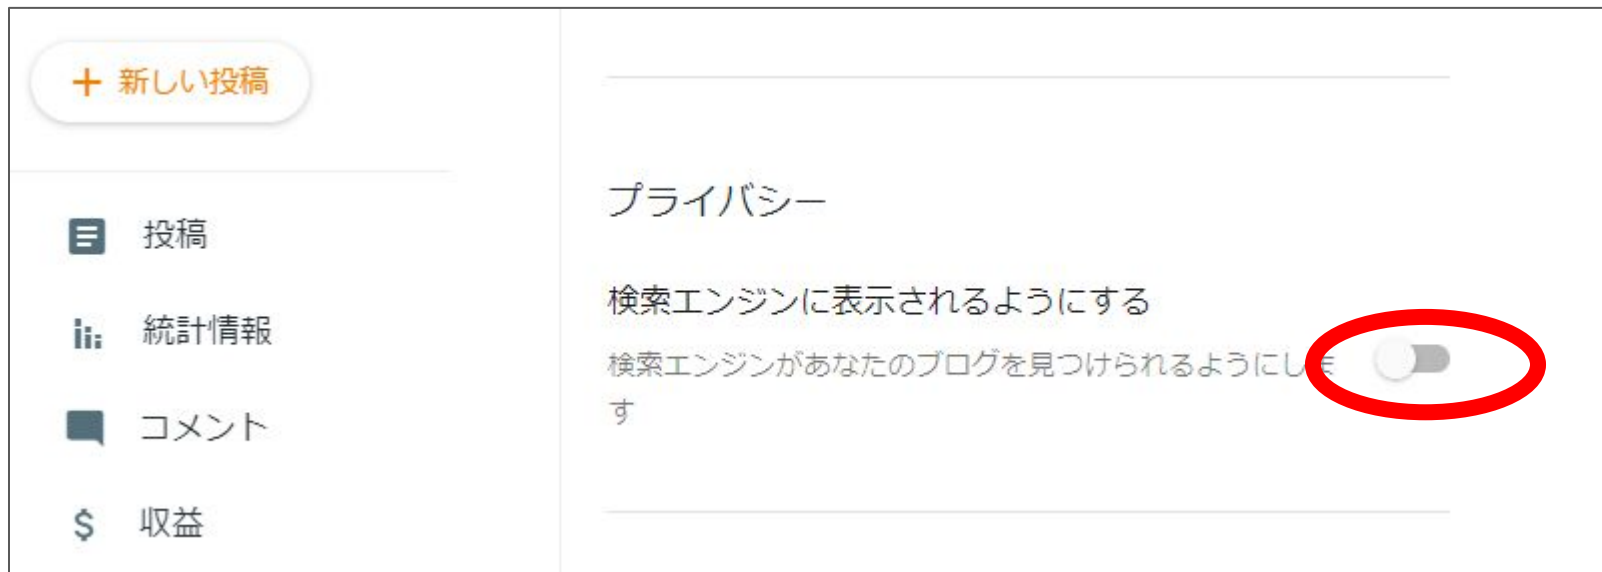 + 新しい投稿
投稿
統計情報
コメント
$ 収益
プライバシー
検索エンジンに表示されるようにする
検索エンジンがあなたのブログを見つけられるようにしま
す